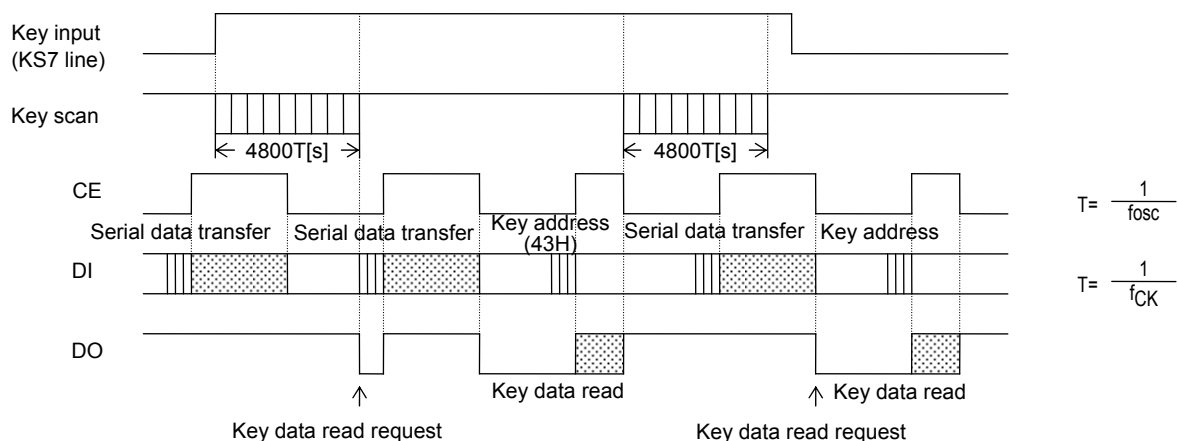 Key input
(KS7 line)
Key scan
4800T[s]
4800T[s]
CE
T= 1/fosc
Serial data transfer
Serial data transfer
Key address
(43H)
Serial data transfer
Key address
DI
T= 1/fCK
DO
Key data read
Key data read
Key data read request
Key data read request